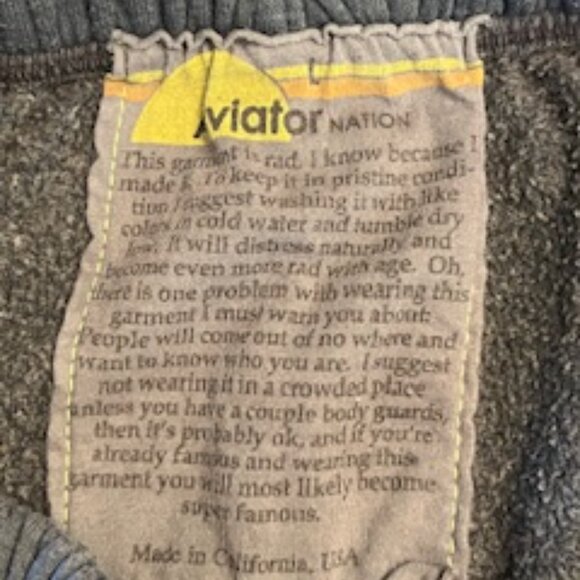 Aviator NATION
This garment is rad. I know because I
made it. To keep it in pristine condi-
tion I suggest washing it with like
colors in cold water and tumble dry
low. It will distress naturally and
become even more rad with age. Oh,
there is one problem with wearing this
garment I must warn you about:
People will come out of no where and
want to know who you are. I suggest
not wearing it in a crowded place
unless you have a couple body guards,
then it's probably ok, and if you're
already famous and wearing this
garment you will most likely become
super famous.
Made in California, USA